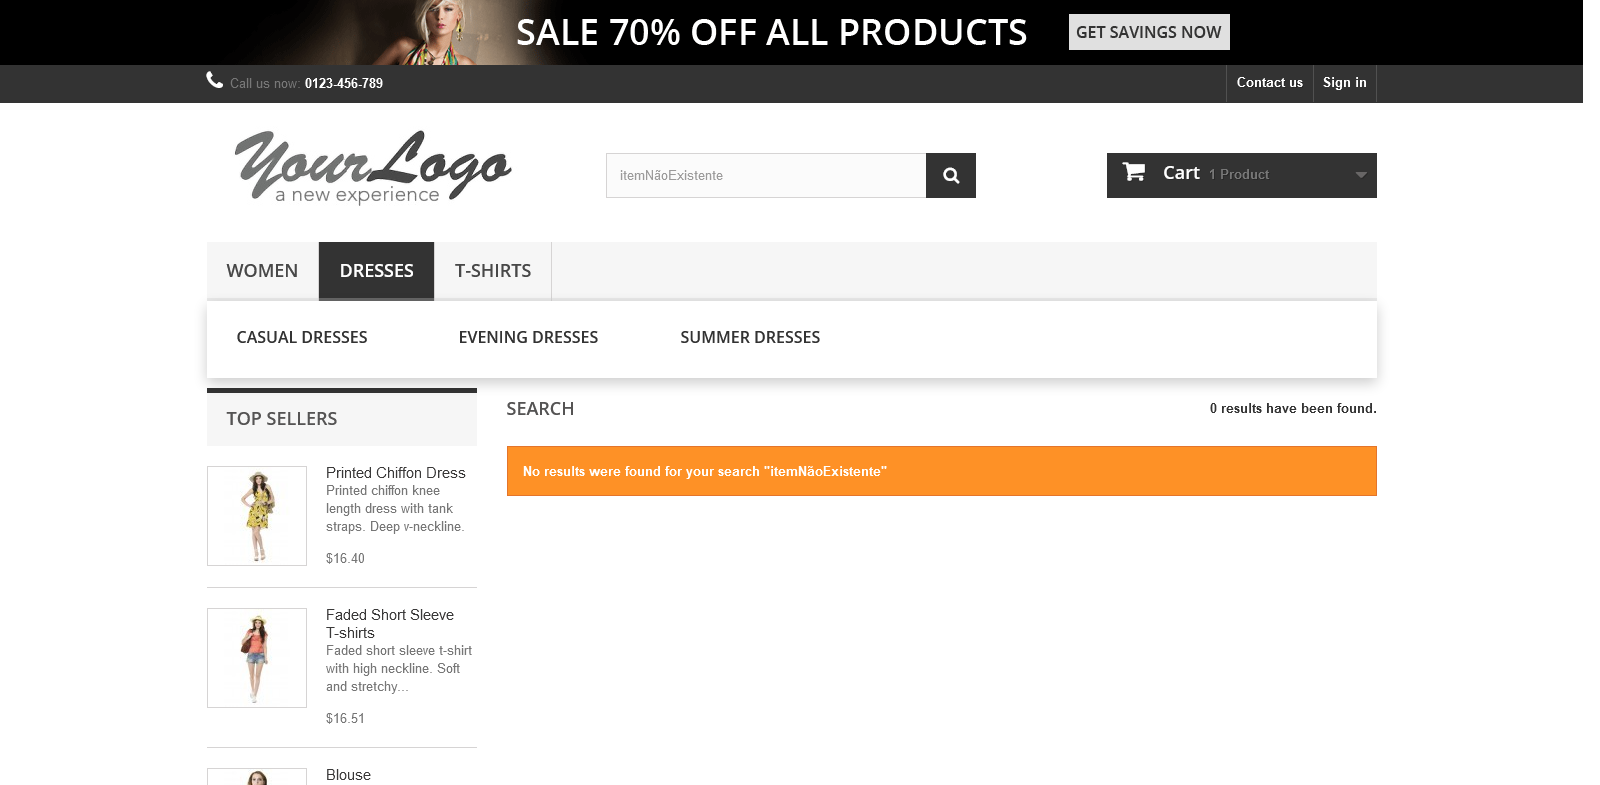 SALE 70% OFF ALL PRODUCTS
GET SAVINGS NOW
Call us now: 0123-456-789
Contact us
Sign in
YourLogo
a new experience
itemNãoExistente
Cart 1 Product
WOMEN
DRESSES
T-SHIRTS
CASUAL DRESSES
EVENING DRESSES
SUMMER DRESSES
TOP SELLERS
Printed Chiffon Dress
Printed chiffon knee
length dress with tank
straps. Deep v-neckline.
$16.40
Faded Short Sleeve
T-shirts
Faded short sleeve t-shirt
with high neckline. Soft
and stretchy...
$16.51
Blouse
SEARCH
0 results have been found.
No results were found for your search "itemNãoExistente"